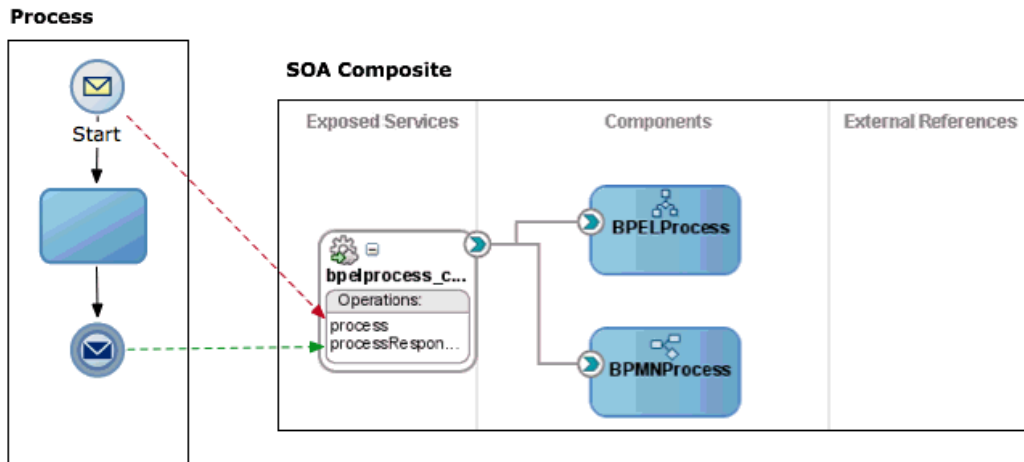 Process
Start
SOA Composite
Exposed Services
Components
External References
bpelprocess_c...
Operations:
process
processRespon...
BPELProcess
BPMNProcess